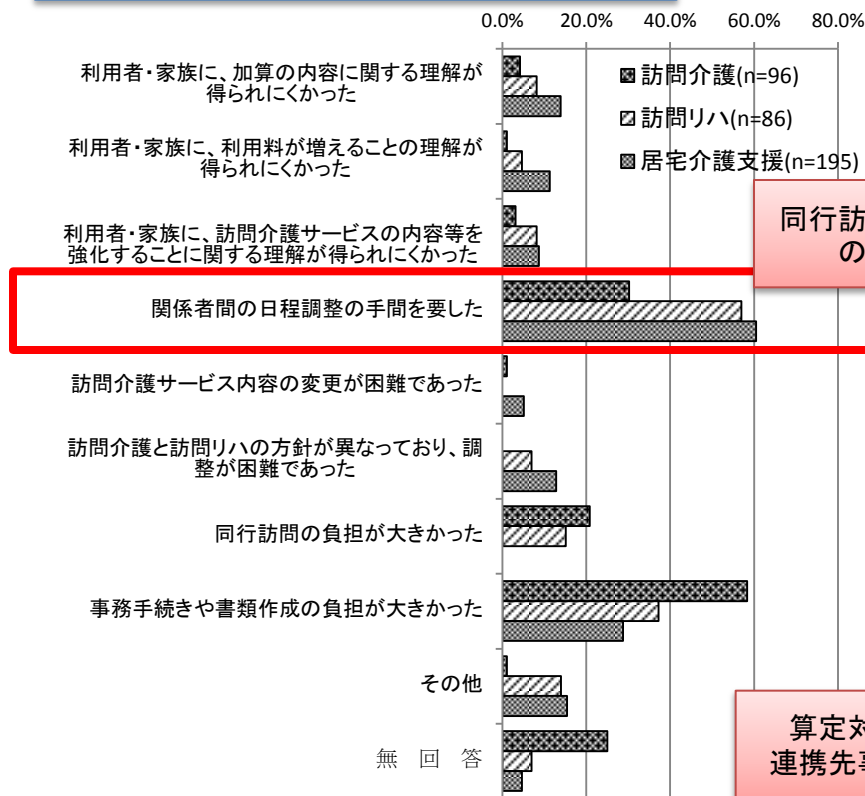 0.0% 20.0% 40.0% 60.0% 80.0%
訪問介護(n=96)
訪問リハ(n=86)
居宅介護支援(n=195)
利用者・家族に、加算の内容に関する理解が
得られにくかった
利用者・家族に、利用料が増えることの理解が
得られにくかった
利用者・家族に、訪問介護サービスの内容等を
強化することに関する理解が得られにくかった
同行訪
の
関係者間の日程調整の手間を要した
訪問介護サービス内容の変更が困難であった
訪問介護と訪問リハの方針が異なっており、調
整が困難であった
同行訪問の負担が大きかった
事務手続きや書類作成の負担が大きかった
その他
無回答
算定対
連携先事